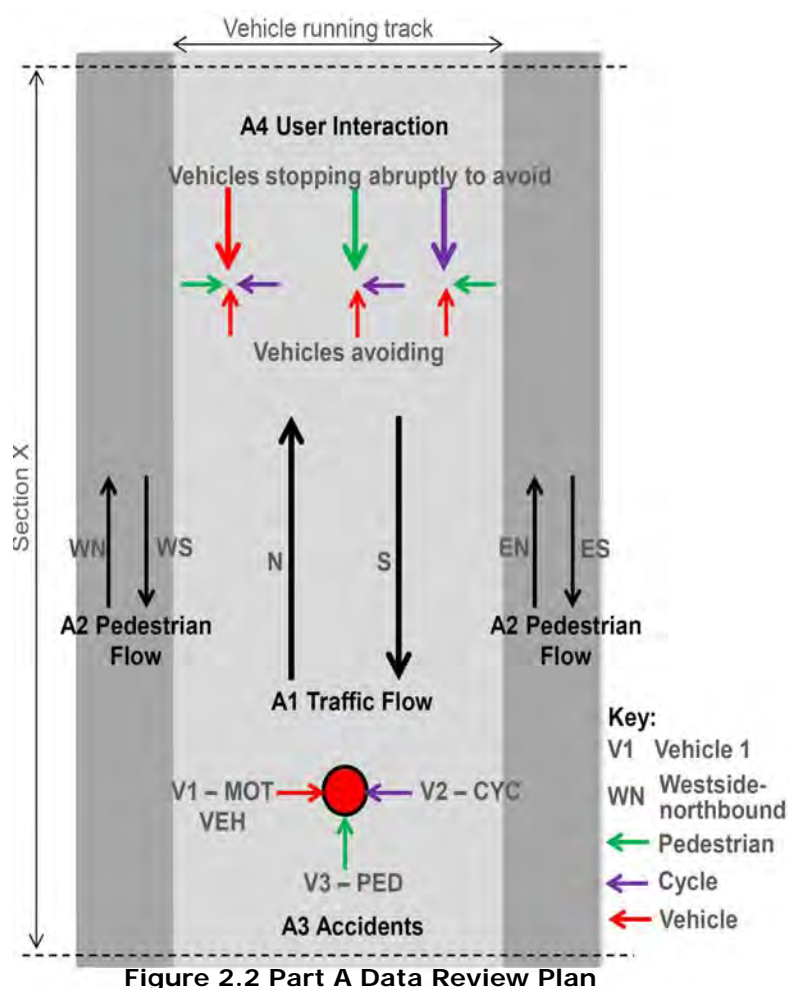 Vehicle running track
A4 User Interaction
Vehicles stopping abruptly to avoid
Vehicles avoiding
Section X
WN
WS
N
S
EN
ES
A2 Pedestrian
Flow
A2 Pedestrian
Flow
A1 Traffic Flow
V1 – MOT
VEH
V2 – CYC
V3 – PED
A3 Accidents
Key:
V1 Vehicle 1
WN Westside-
northbound
Pedestrian
Cycle
Vehicle
Figure 2.2 Part A Data Review Plan